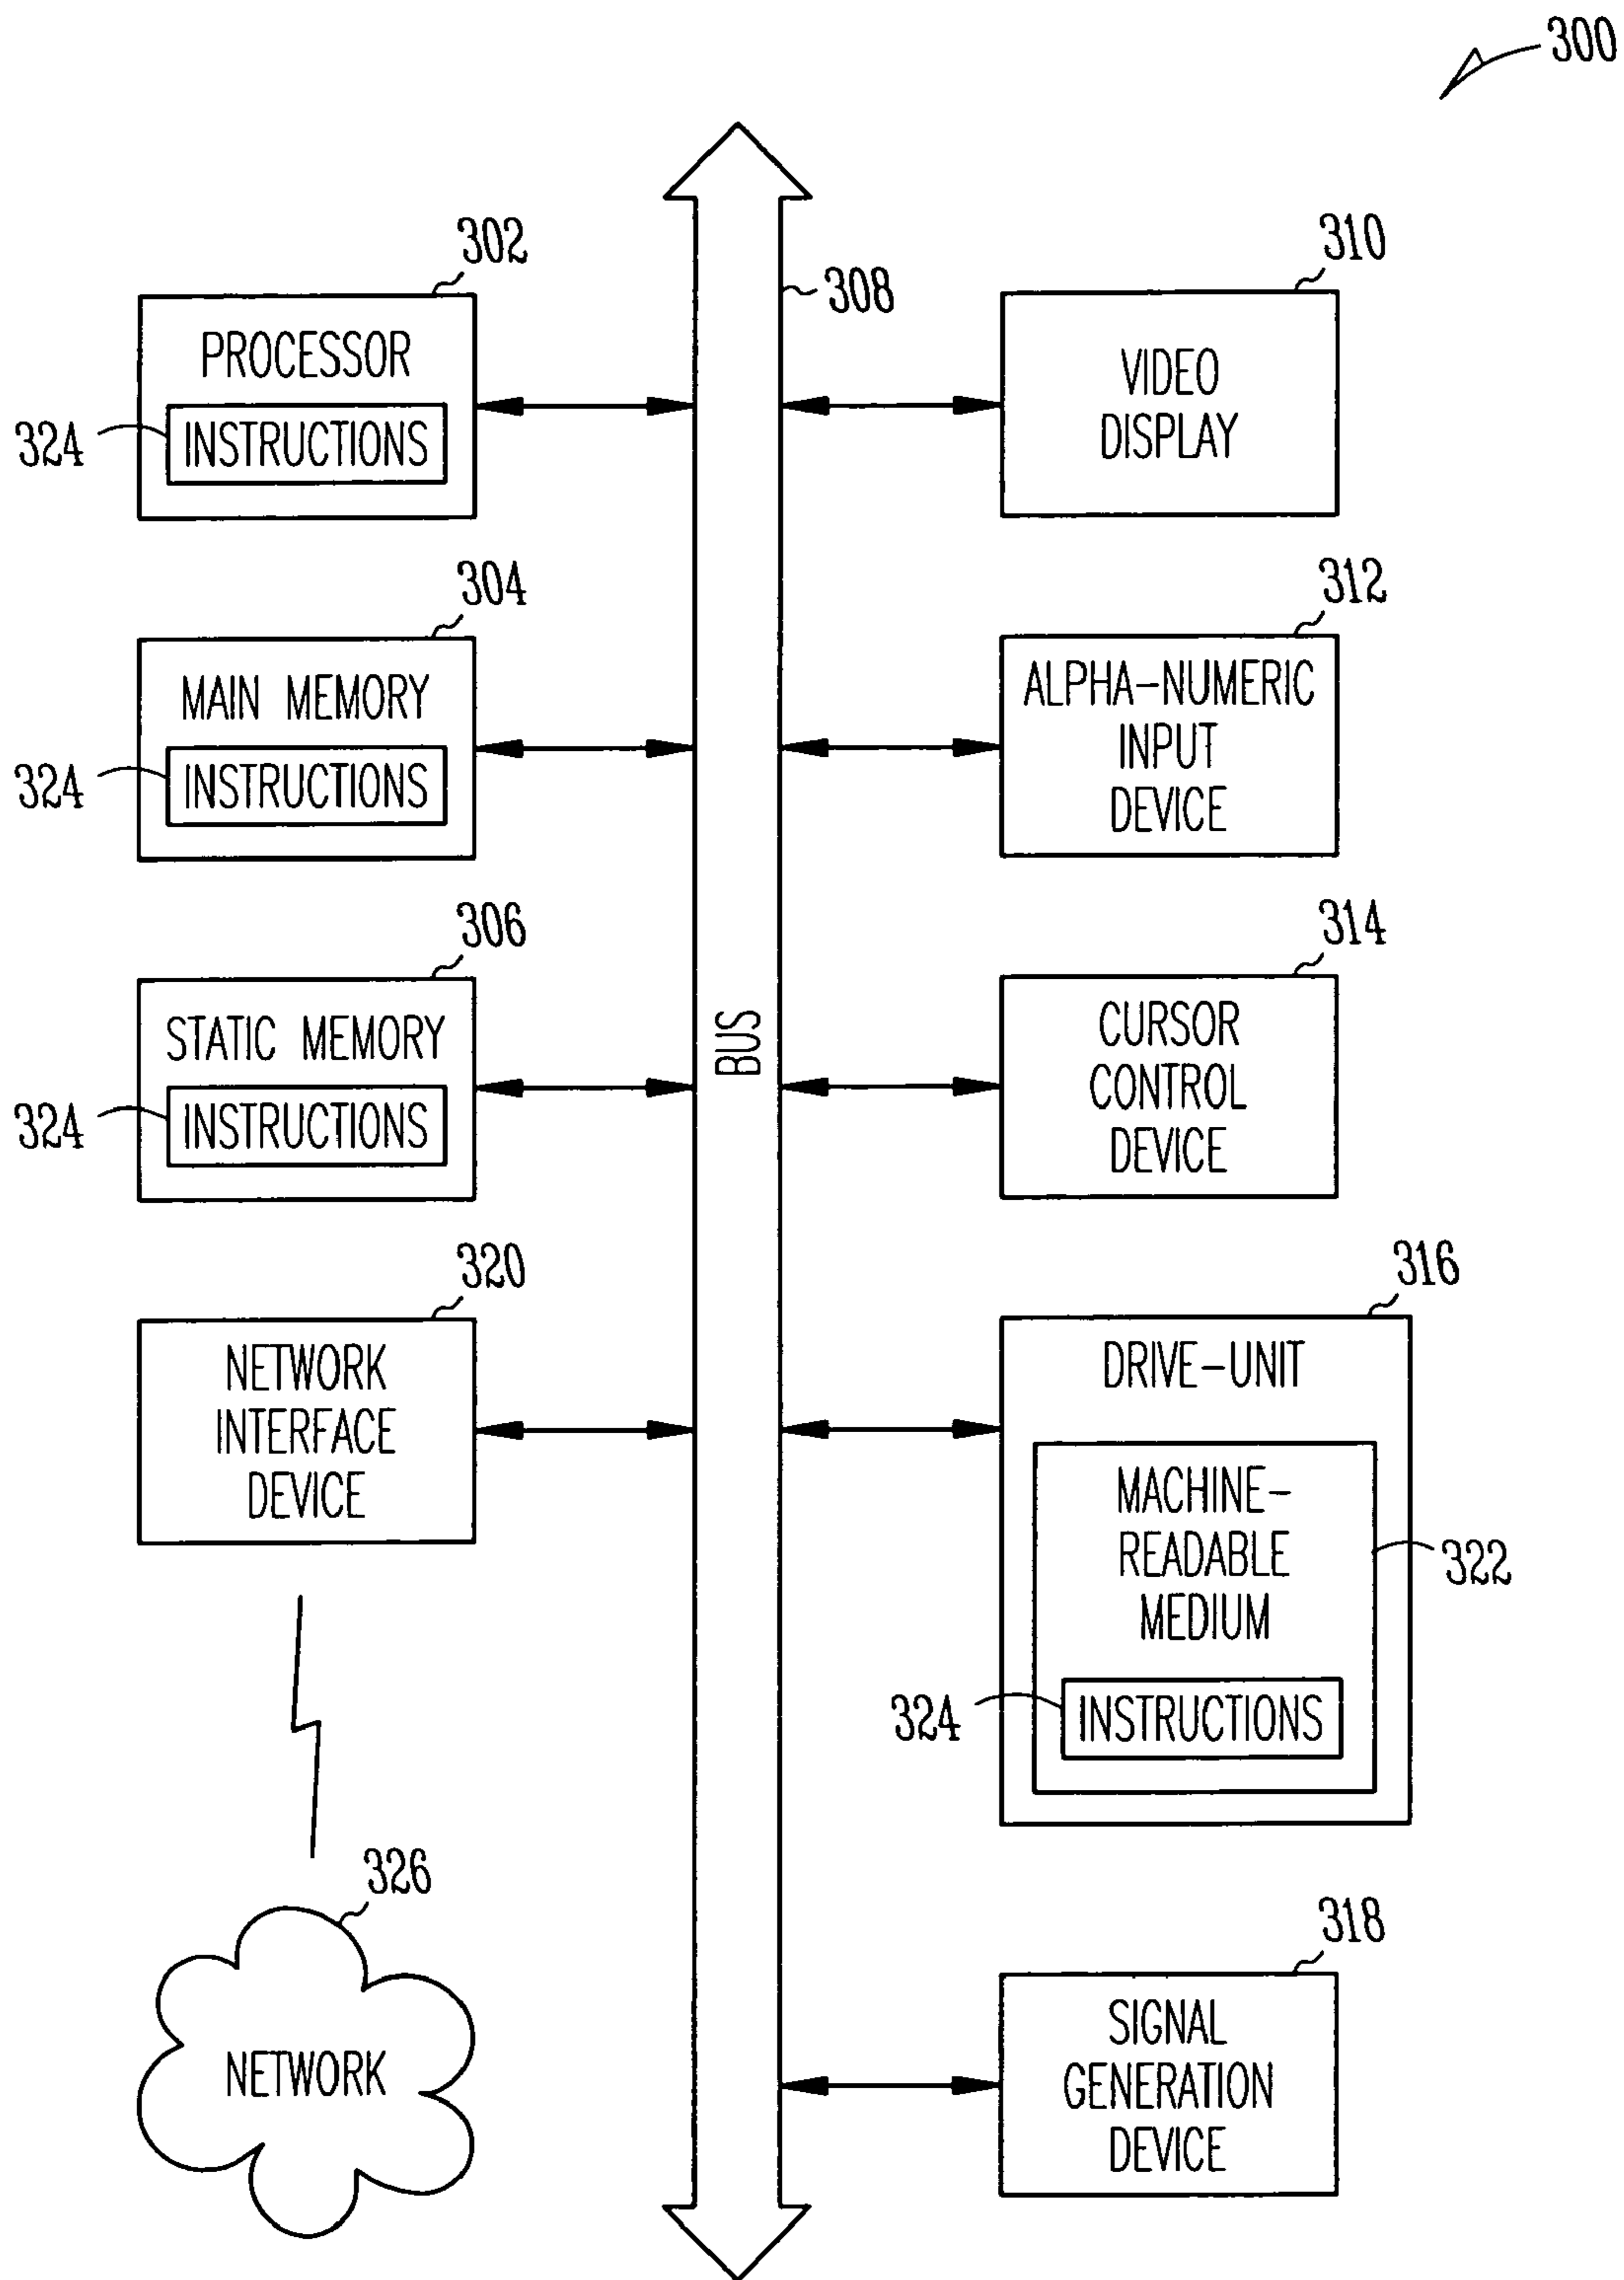 300
302
PROCESSOR
324
INSTRUCTIONS
304
MAIN MEMORY
324
INSTRUCTIONS
306
STATIC MEMORY
324
INSTRUCTIONS
320
NETWORK
INTERFACE
DEVICE
326
NETWORK
308
BUS
310
VIDEO
DISPLAY
312
ALPHA-NUMERIC
INPUT
DEVICE
314
CURSOR
CONTROL
DEVICE
316
DRIVE-UNIT
MACHINE-
READABLE
MEDIUM
322
324
INSTRUCTIONS
318
SIGNAL
GENERATION
DEVICE